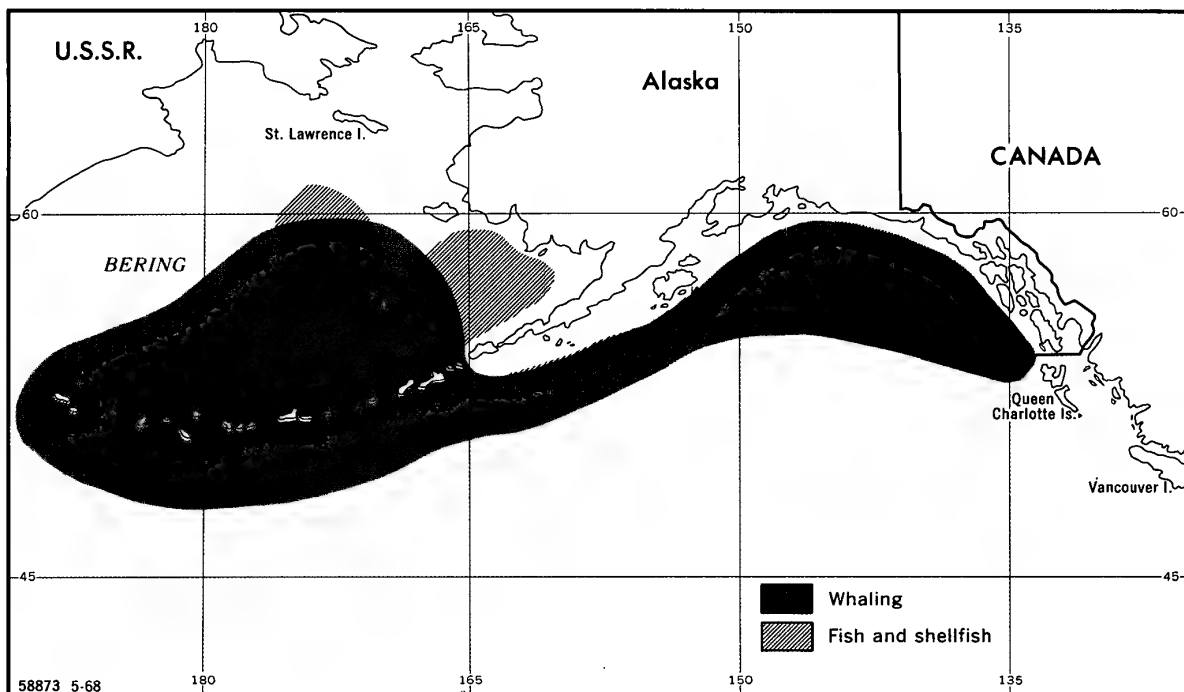 180 165 150 135
U.S.S.R.
Alaska
St. Lawrence I.
CANADA
60 60
BERING
Queen
Charlotte Is.
Vancouver I.
45 45
Whaling
Fish and shellfish
58873 5-68
180 165 150 135